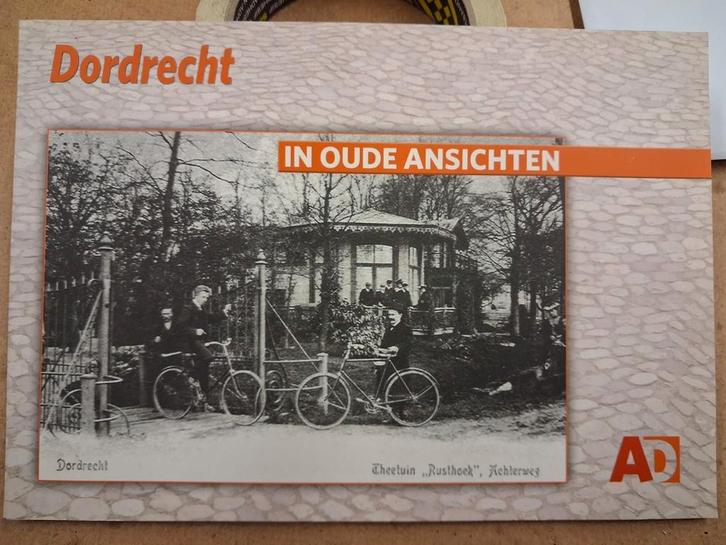 Dordrecht
IN OUDE ANSICHTEN
Dordrecht
Theetuin „Rusthoek", Achterweg
AD